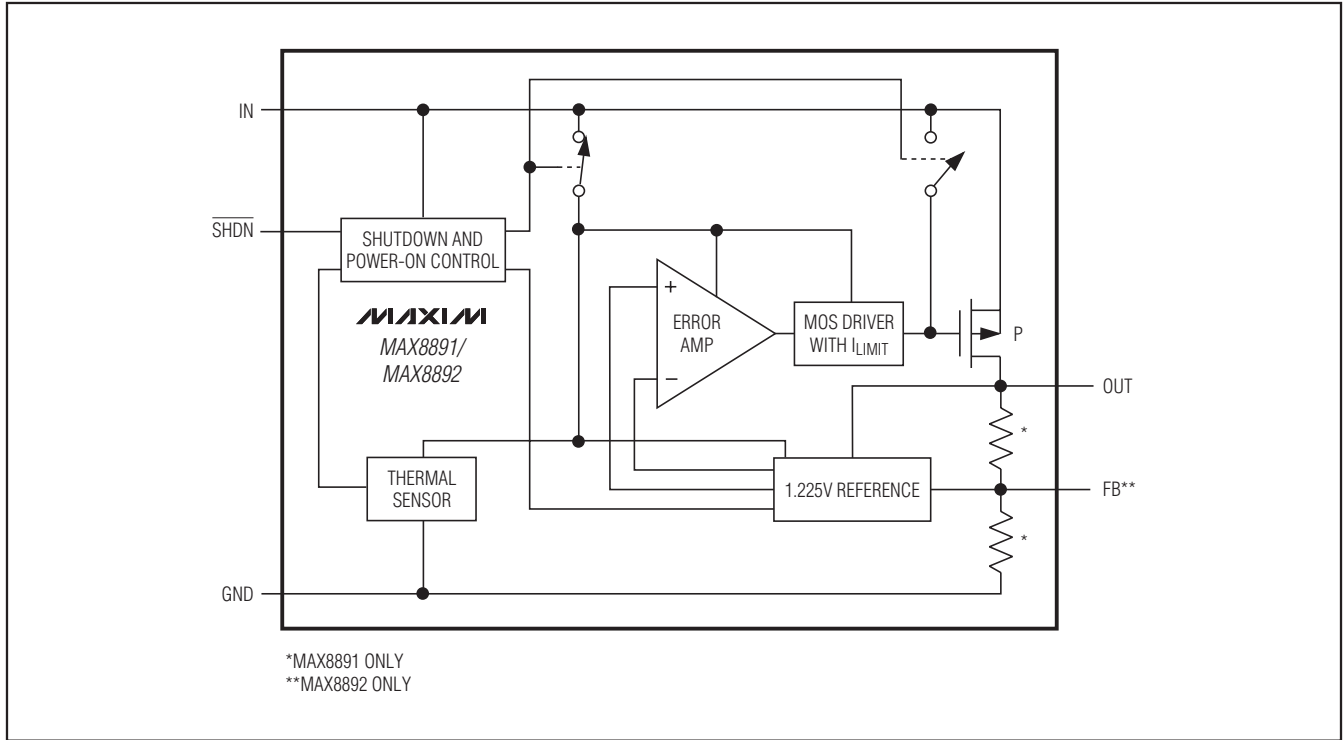 IN
SHDN
SHUTDOWN AND
POWER-ON CONTROL
MAXIM
MAX8891/
MAX8892
+
ERROR
AMP
−
MOS DRIVER
WITH ILIMIT
P
OUT
*
THERMAL
SENSOR
1.225V REFERENCE
FB**
*
GND
*MAX8891 ONLY
**MAX8892 ONLY